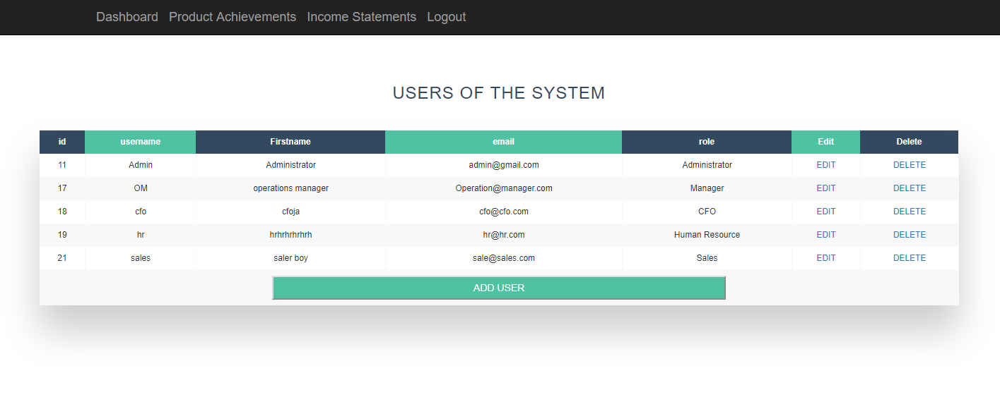 Dashboard Product Achievements Income Statements Logout
USERS OF THE SYSTEM
id username Firstname email role Edit Delete
11 Admin Administrator admin@gmail.com Administrator EDIT DELETE
17 OM operations manager Operation@manager.com Manager EDIT DELETE
18 cfo cfoja cfo@cfo.com CFO EDIT DELETE
19 hr hrhrhrhrhrh hr@hr.com Human Resource EDIT DELETE
21 sales saler boy sale@sales.com Sales EDIT DELETE
ADD USER